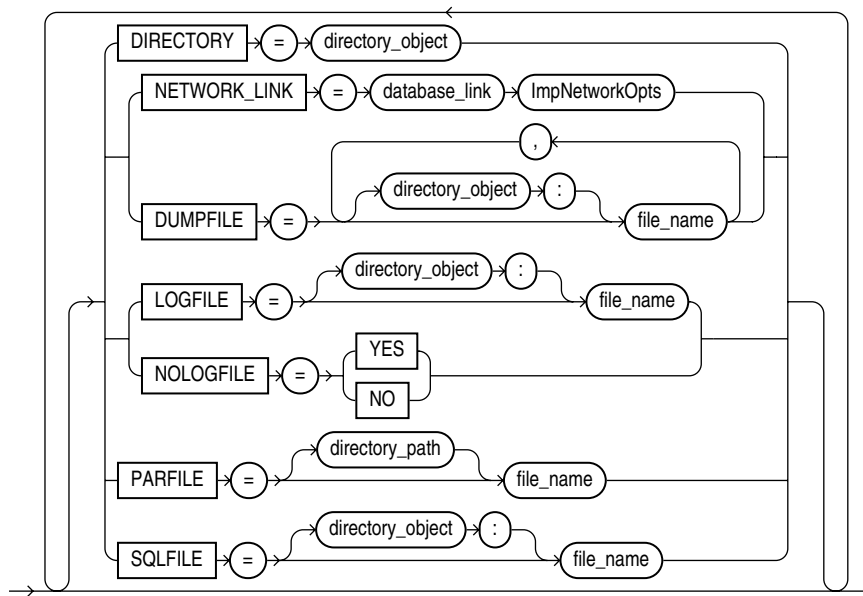 DIRECTORY = directory_object
NETWORK_LINK = database_link ImpNetworkOpts
,
directory_object :
DUMPFILE = file_name
directory_object :
LOGFILE = file_name
YES
NOLOGFILE =
NO
directory_path
PARFILE = file_name
directory_object :
SQLFILE = file_name